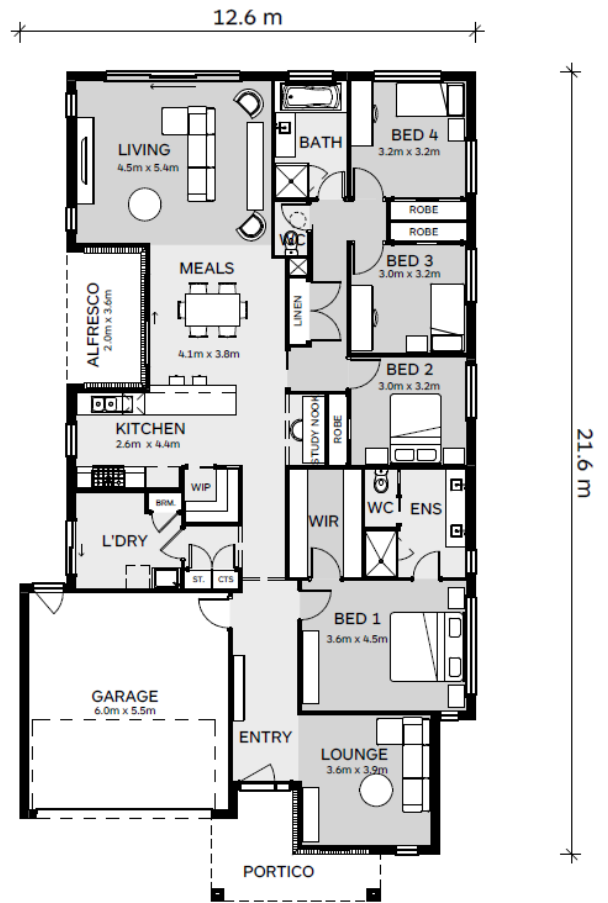 12.6 m
LIVING
4.5m x 5.4m
BATH
BED 4
3.2m x 3.2m
ROBE
ROBE
WC
MEALS
4.1m x 3.8m
BED 3
3.0m x 3.2m
ALFRESCO
2.0m x 3.6m
LINEN
BED 2
3.0m x 3.2m
KITCHEN
2.6m x 4.4m
STUDY NOOK
ROBE
21.6 m
WIP
BRM.
L'DRY
ST.
CTS
WIR
WC
ENS
BED 1
3.6m x 4.5m
GARAGE
6.0m x 5.5m
ENTRY
LOUNGE
3.6m x 3.9m
PORTICO